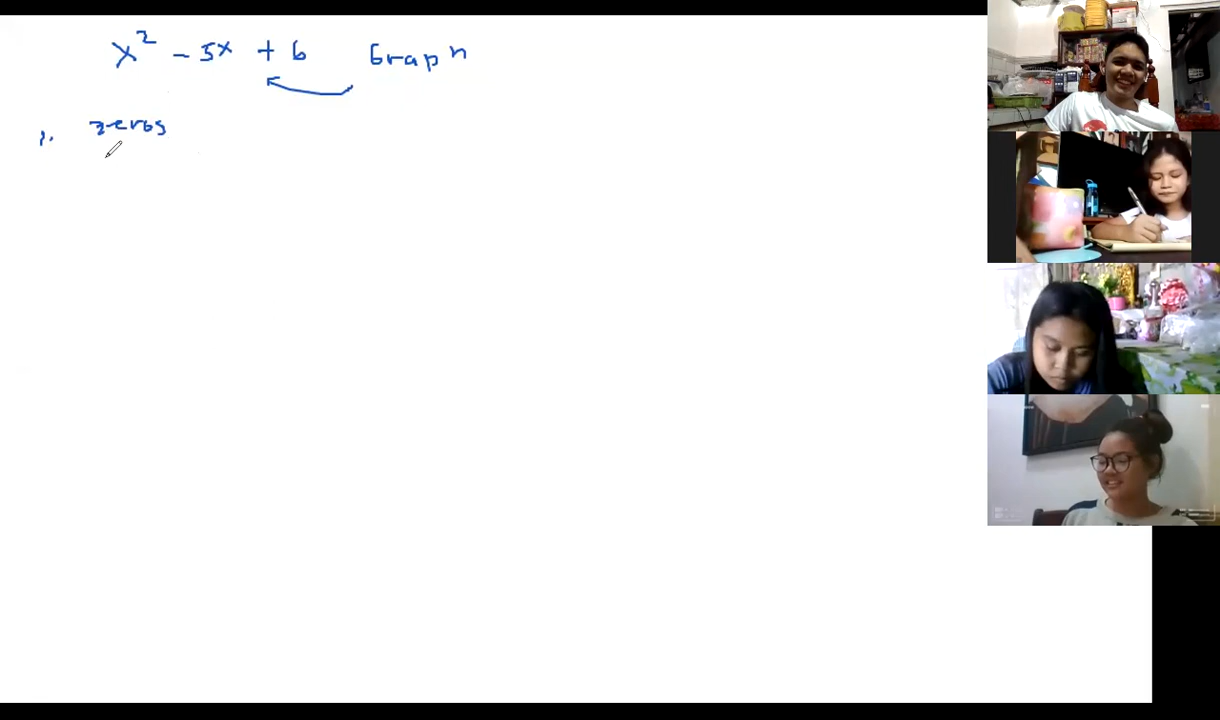 x² - 5x + 6 Graph
1. zeros